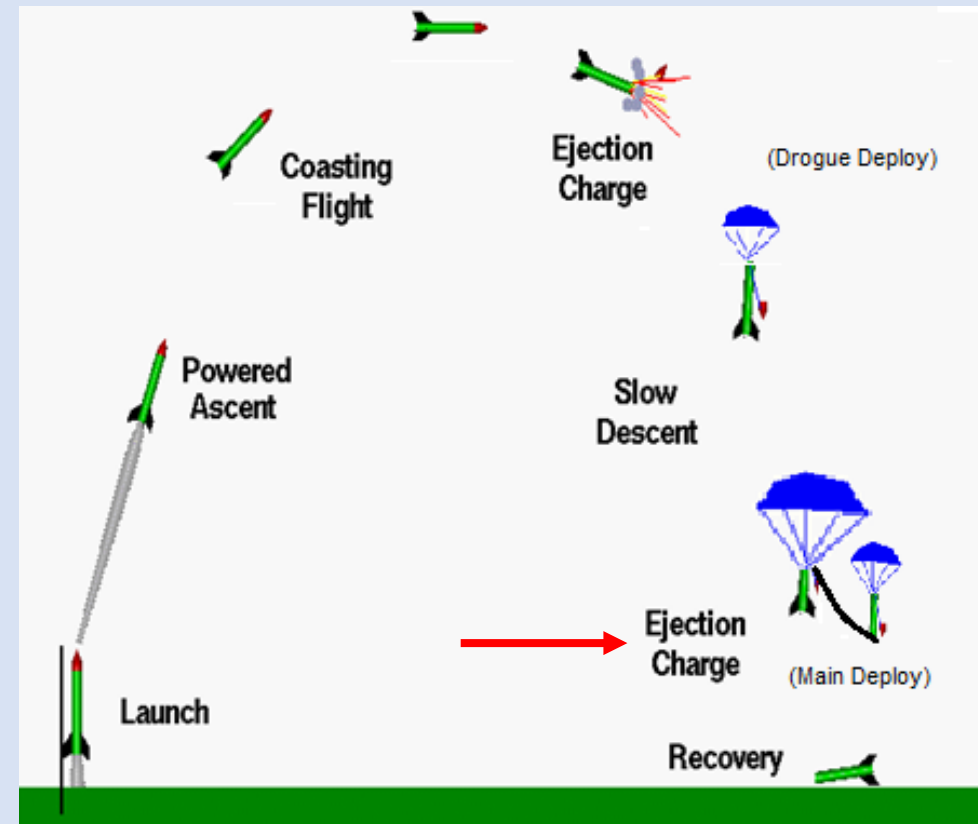 Coasting
Flight
Ejection
Charge
(Drogue Deploy)
Powered
Ascent
Slow
Descent
Ejection
Charge
(Main Deploy)
Launch
Recovery